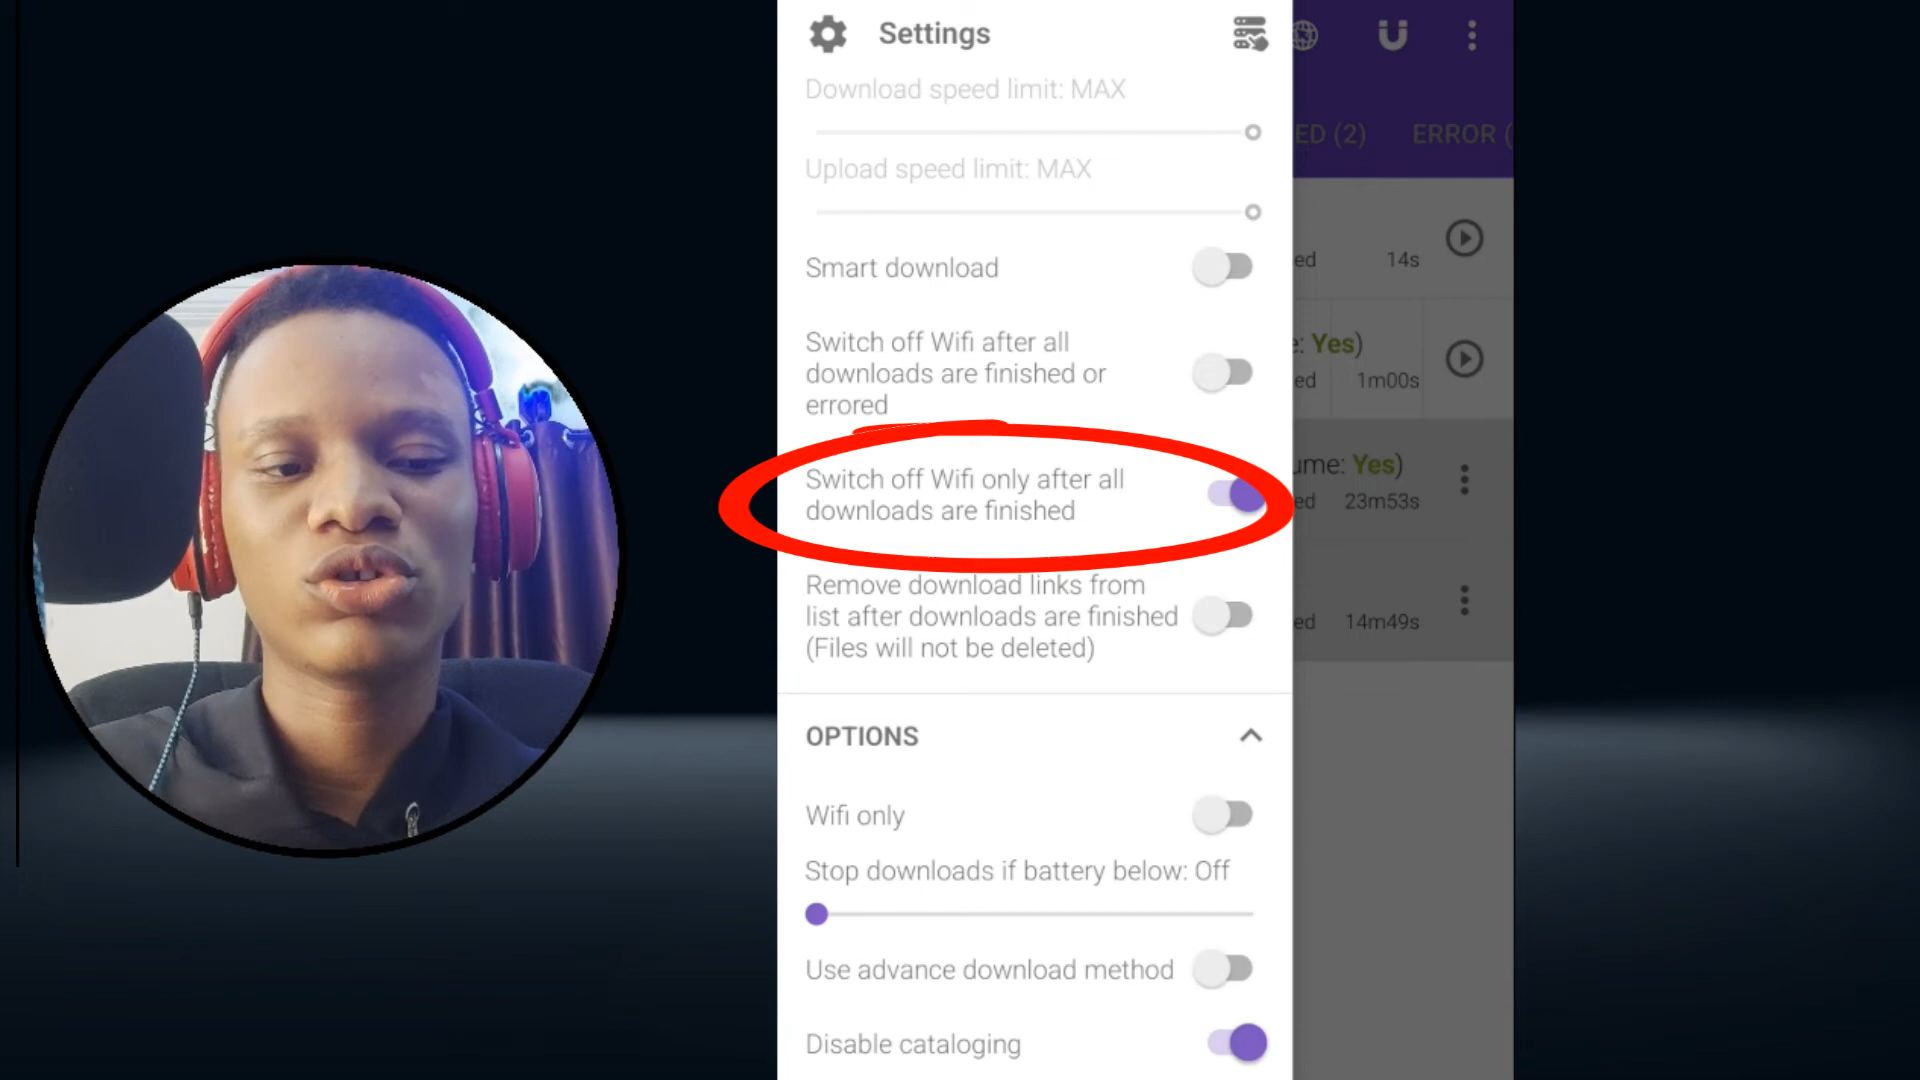 Settings
Download speed limit: MAX
ED (2)
ERROR (
Upload speed limit: MAX
Smart download
ed
14s
Switch off Wifi after all
downloads are finished or
errored
e: Yes)
ed
1m00s
Switch off Wifi only after all
downloads are finished
ume: Yes)
ed
23m53s
Remove download links from
list after downloads are finished
(Files will not be deleted)
ed
14m49s
OPTIONS
Wifi only
Stop downloads if battery below: Off
Use advance download method
Disable cataloging